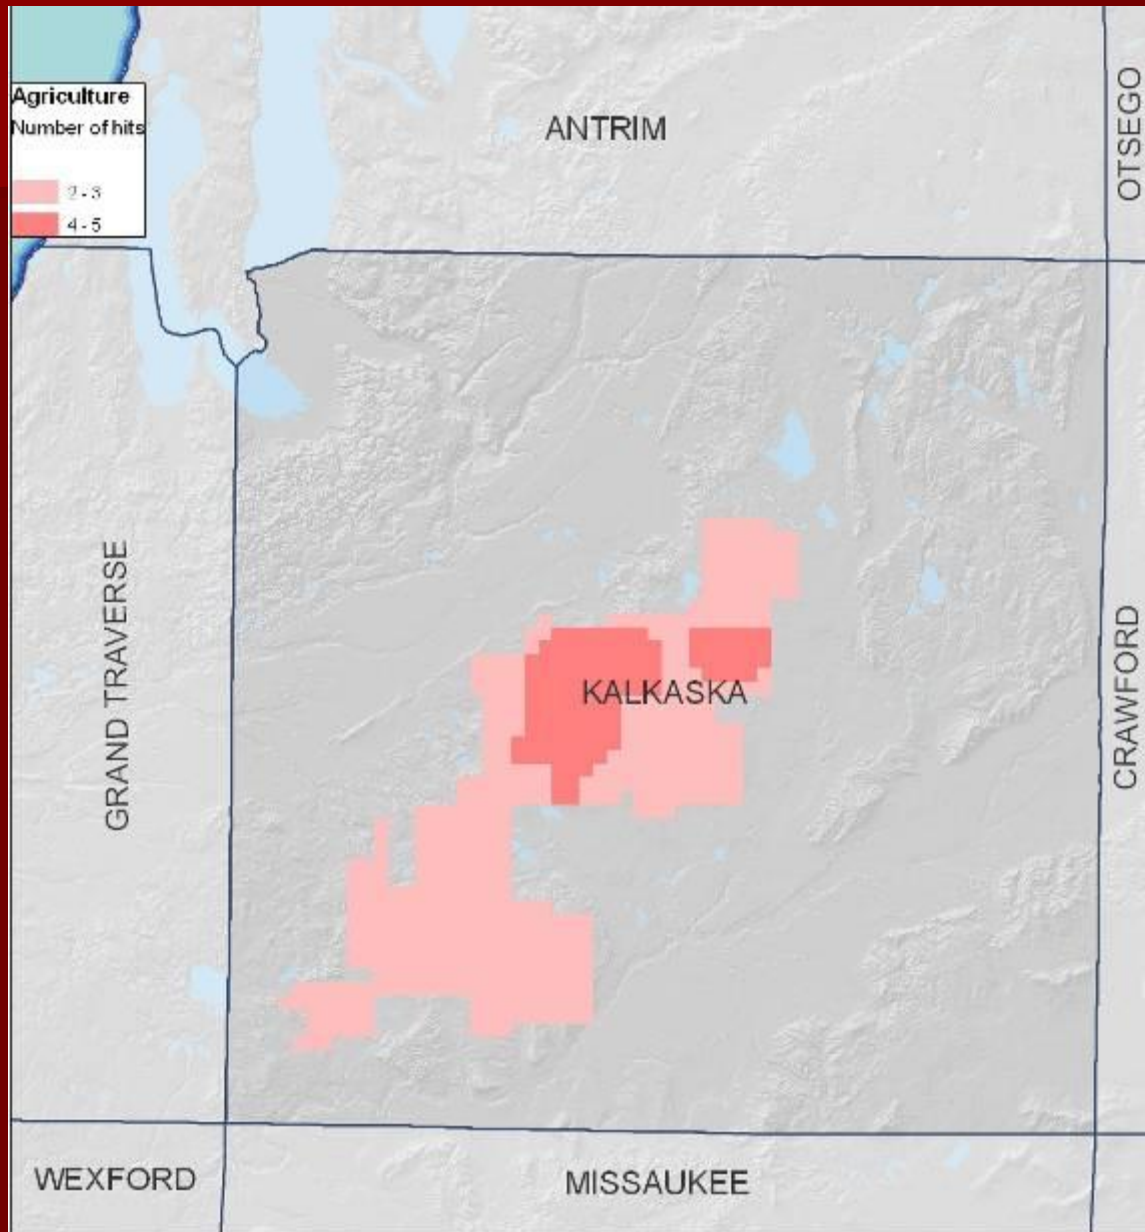 Agriculture
Number of hits
2 - 3
4 - 5
ANTRIM
OTSEGO
GRAND TRAVERSE
KALKASKA
CRAWFORD
WEXFORD
MISSAUKEE